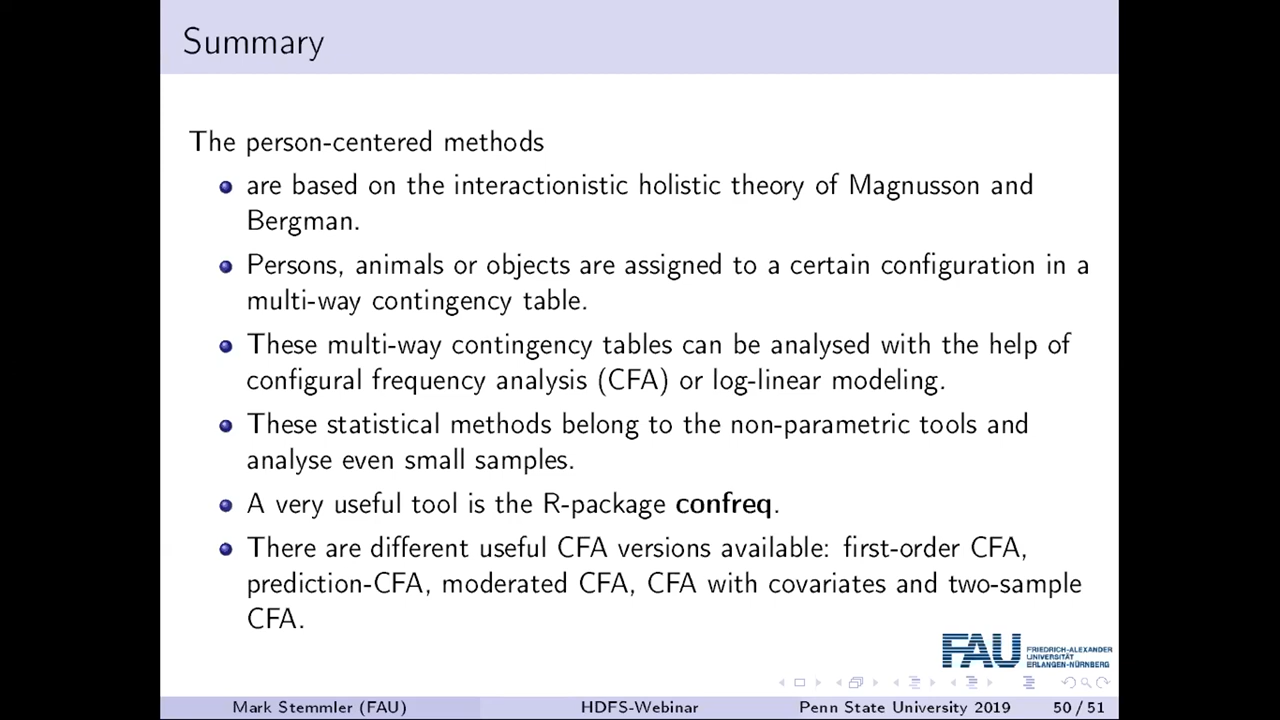 Summary
The person-centered methods
are based on the interactionistic holistic theory of Magnusson and
Bergman.
Persons, animals or objects are assigned to a certain configuration in a
multi-way contingency table.
These multi-way contingency tables can be analysed with the help of
configural frequency analysis (CFA) or log-linear modeling.
These statistical methods belong to the non-parametric tools and
analyse even small samples.
A very useful tool is the R-package confreq.
There are different useful CFA versions available: first-order CFA,
prediction-CFA, moderated CFA, CFA with covariates and two-sample
CFA.
FAU
FRIEDRICH-ALEXANDER
UNIVERSITÄT
ERLANGEN-NÜRNBERG
Mark Stemmler (FAU) HDFS-Webinar Penn State University 2019 50 / 51